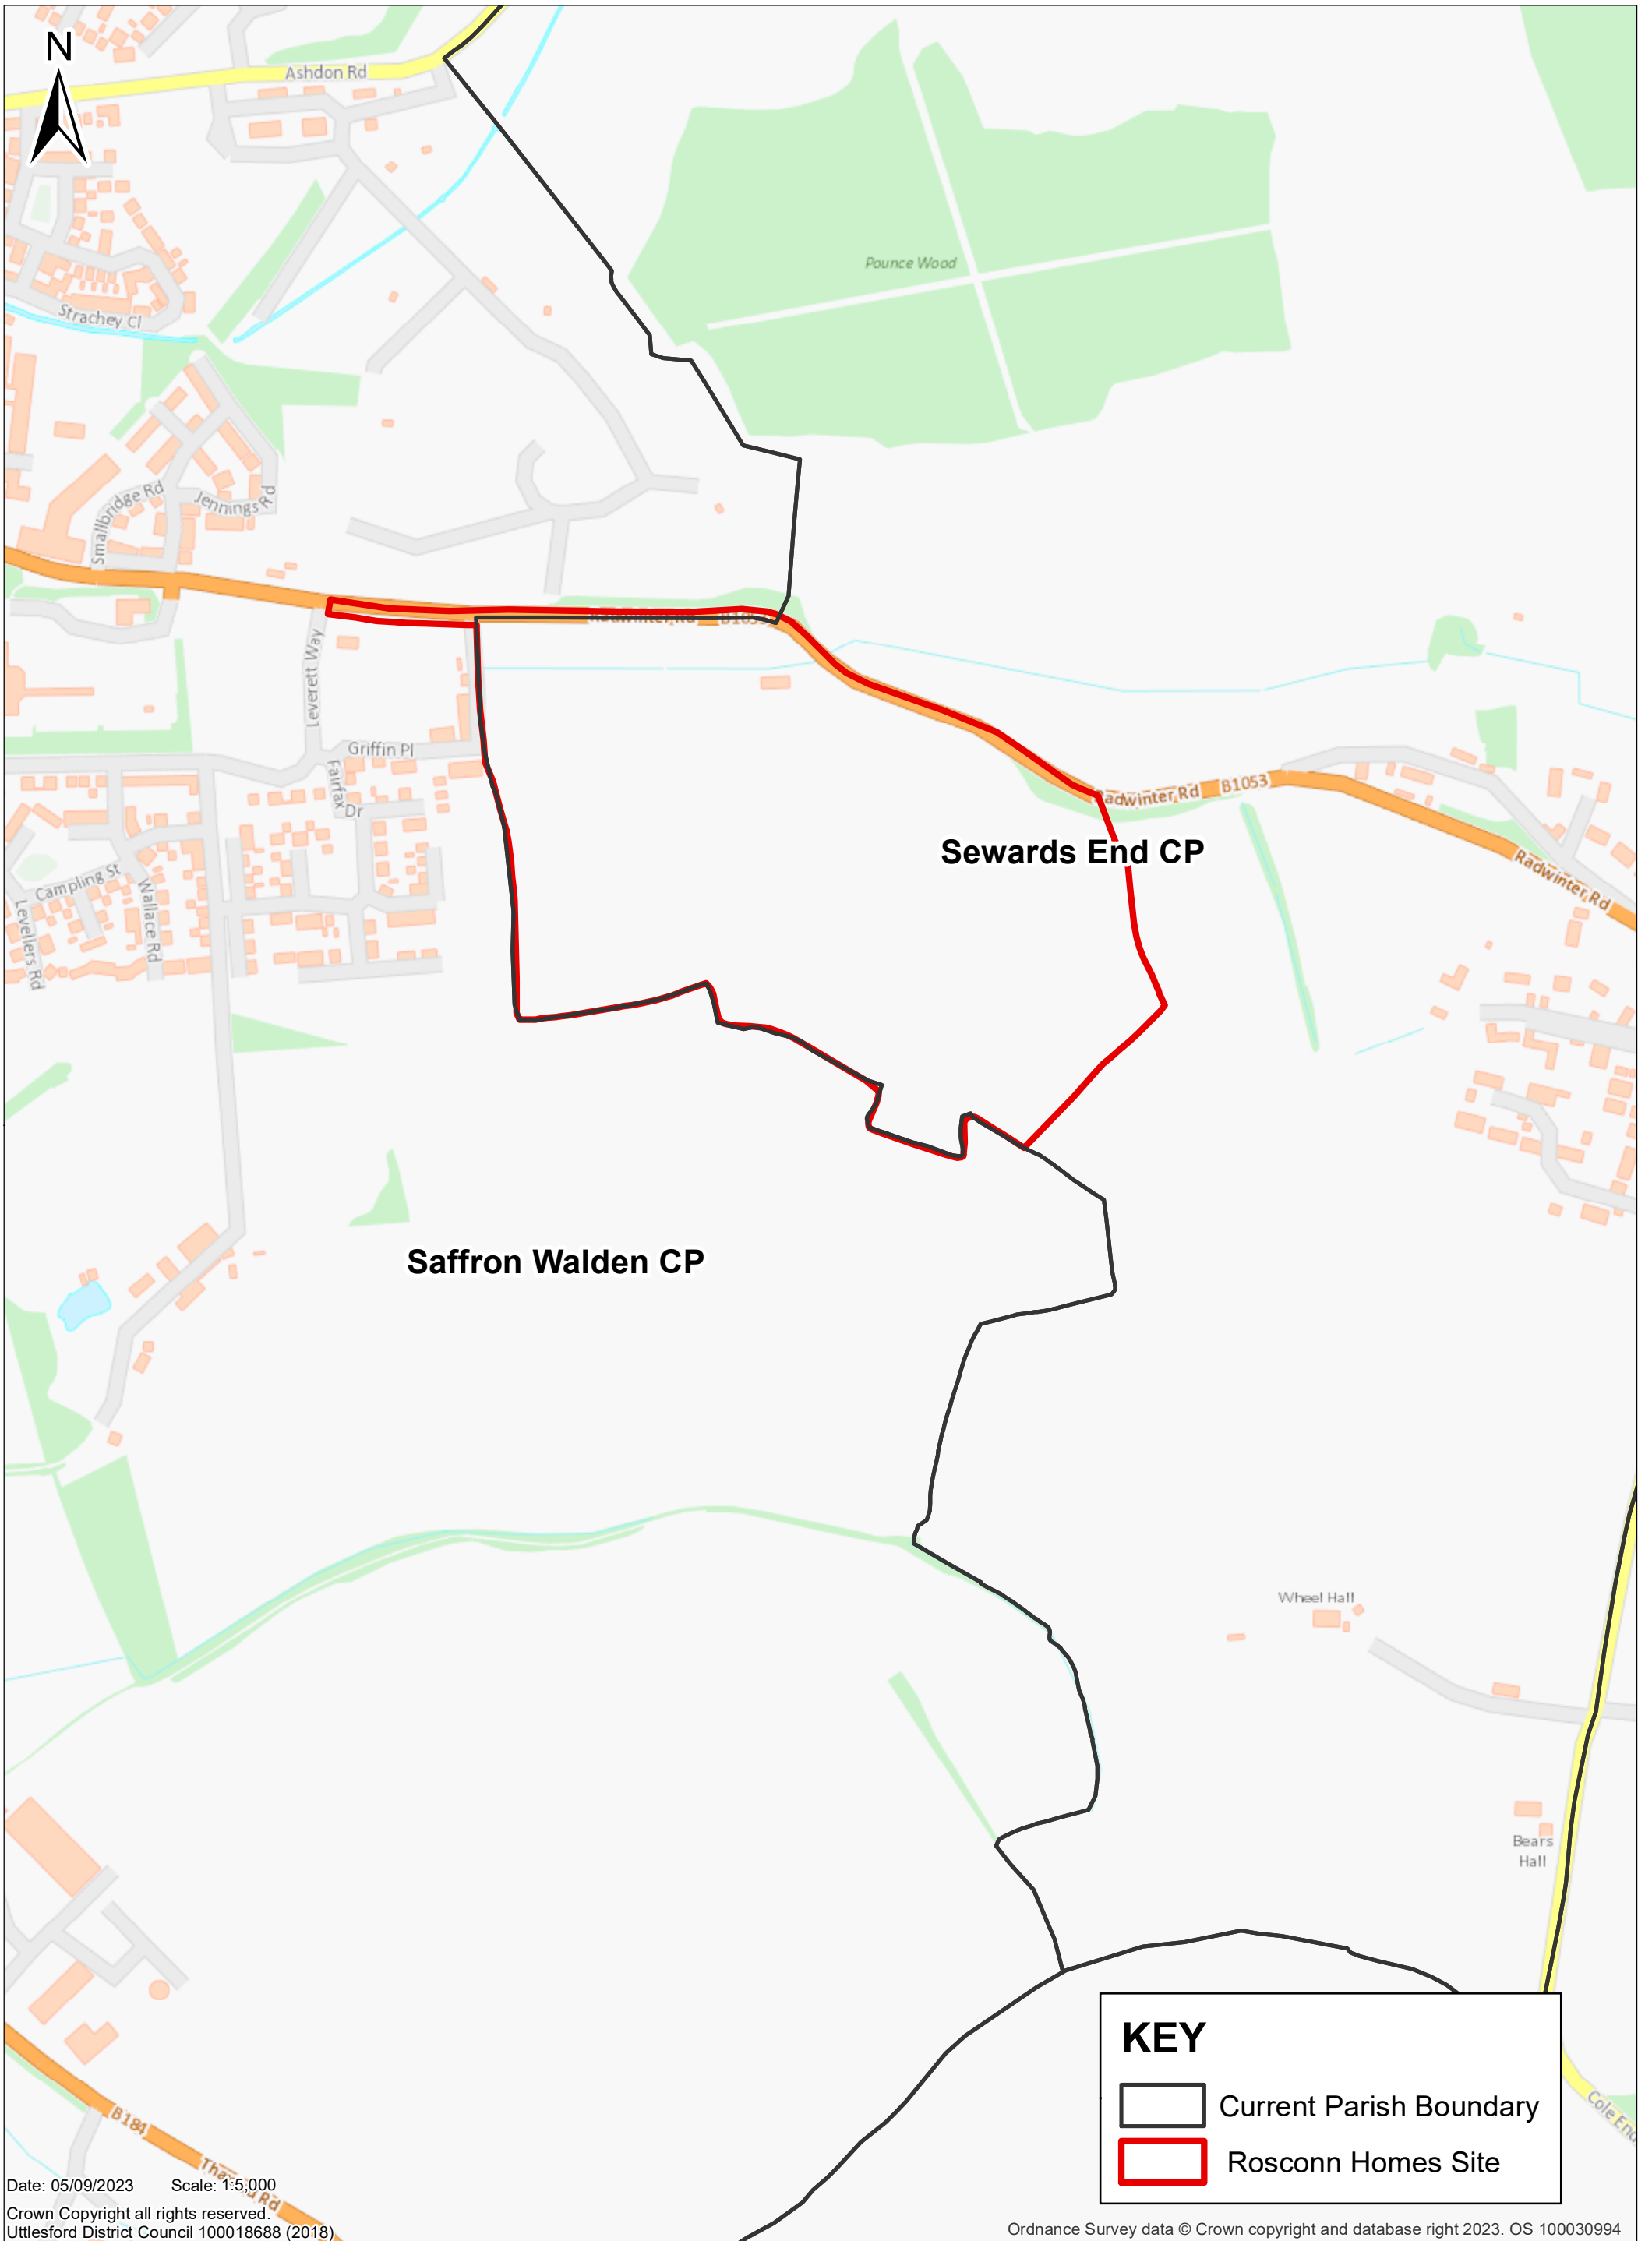 N
Ashdon Rd
Pounce Wood
Strachey Cl
Smallbridge Rd
Jennings Rd
Radwinter Rd
B1053
Leverett Way
Griffin Pl
Fairfax
Dr
Radwinter Rd
B1053
Radwinter Rd
Sewards End CP
Campling St
Wallace Rd
Levellers Rd
Saffron Walden CP
Wheel Hall
Bears
Hall
KEY
Current Parish Boundary
Rosconn Homes Site
Cole End
B184
Date: 05/09/2023
Scale: 1:5,000
Crown Copyright all rights reserved.
Uttlesford District Council 100018688 (2018)
Ordnance Survey data © Crown copyright and database right 2023. OS 100030994